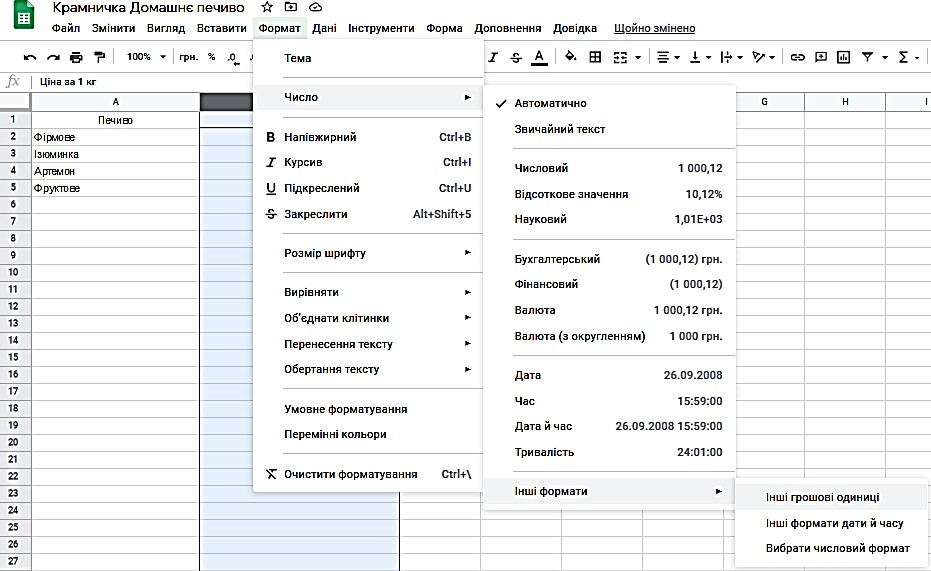 Крамничка Домашнє печиво
Файл Змінити Вигляд Вставити Формат Дані Інструменти Форма Доповнення Довідка Щойно змінено
100% грн. % .0
fx Ціна за 1 кг
A G H I
1 Печиво
2 Фірмове
3 Ізюминка
4 Артемон
5 Фруктове
6
7
8
9
10
11
12
13
14
15
16
17
18
19
20
21
22
23
24
25
26
27
Тема
Число
B Напівжирний Ctrl+B
I Курсив Ctrl+I
U Підкреслений Ctrl+U
S Закреслити Alt+Shift+5
Розмір шрифту
Вирівняти
Об’єднати клітинки
Перенесення тексту
Обертання тексту
Умовне форматування
Перемінні кольори
Очистити форматування Ctrl+\
Автоматично
Звичайний текст
Числовий 1 000,12
Відсоткове значення 10,12%
Науковий 1,01E+03
Бухгалтерський (1 000,12) грн.
Фінансовий (1 000,12)
Валюта 1 000,12 грн.
Валюта (з округленням) 1 000 грн.
Дата 26.09.2008
Час 15:59:00
Дата й час 26.09.2008 15:59:00
Тривалість 24:01:00
Інші формати
Інші грошові одиниці
Інші формати дати й часу
Вибрати числовий формат